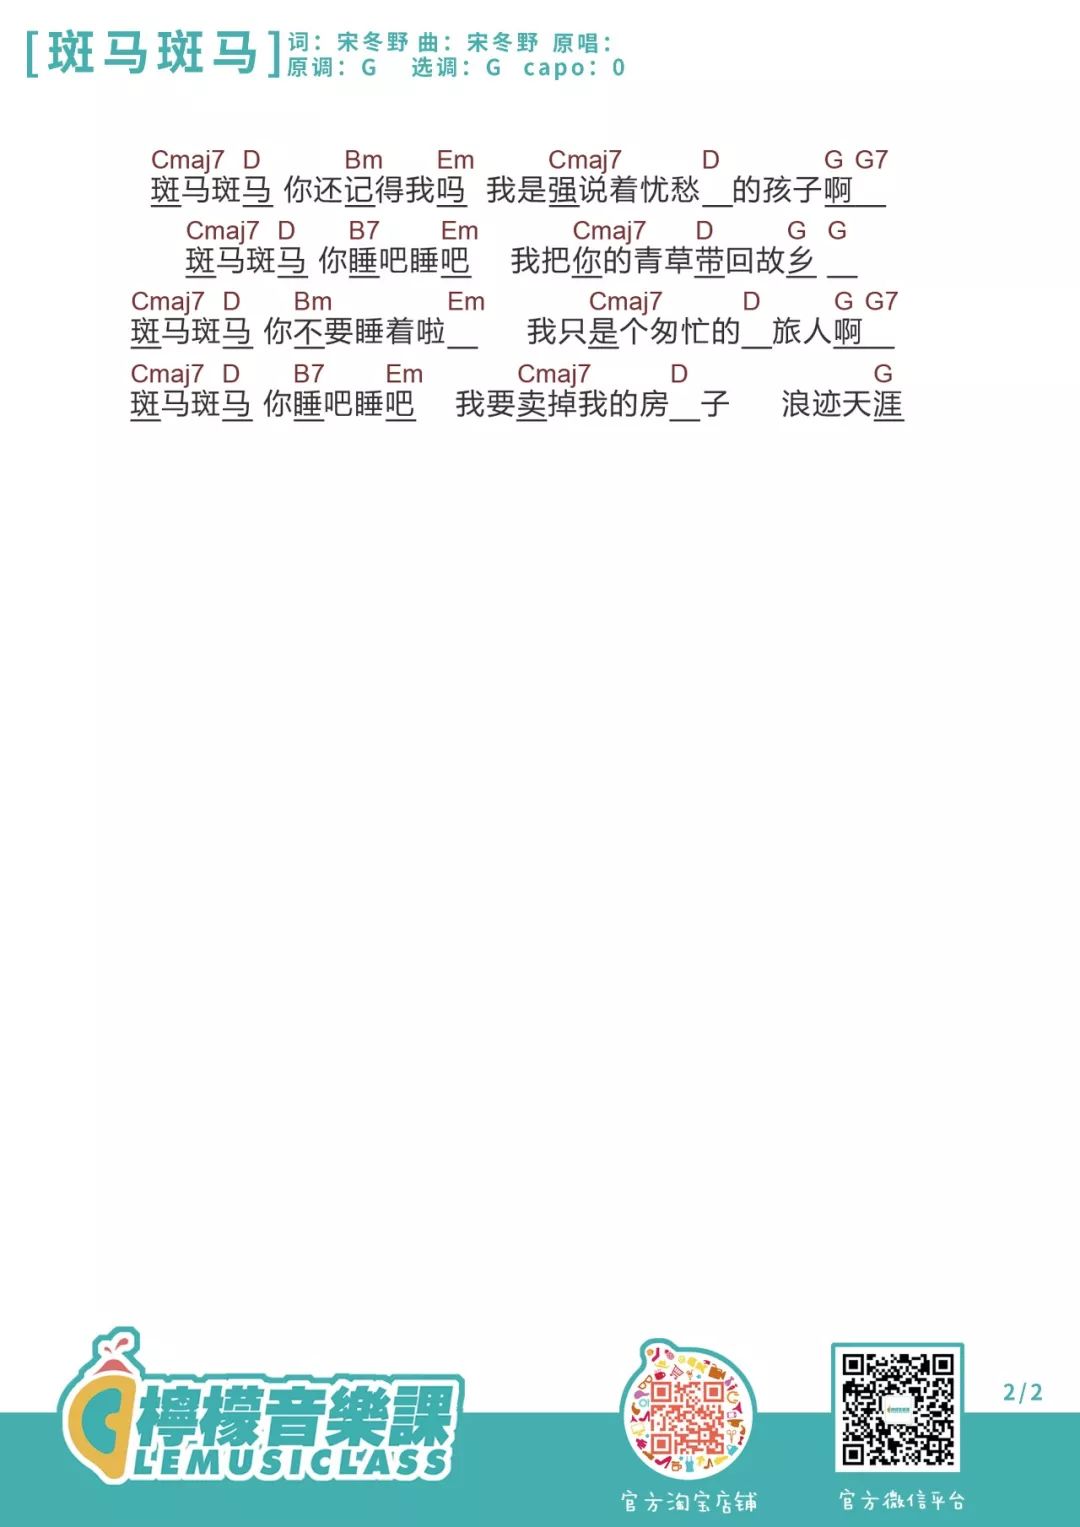 [斑马斑马]
词：宋冬野 曲：宋冬野 原唱：
原调：G 选调：G capo：0
Cmaj7 D Bm Em Cmaj7 D G G7
斑马斑马 你还记得我吗 我是强说着忧愁__的孩子啊__
Cmaj7 D B7 Em Cmaj7 D G G
斑马斑马 你睡吧睡吧 我把你的青草带回故乡 __
Cmaj7 D Bm Em Cmaj7 D G G7
斑马斑马 你不要睡着啦__ 我只是个匆忙的__旅人啊__
Cmaj7 D B7 Em Cmaj7 D G
斑马斑马 你睡吧睡吧 我要卖掉我的房__子 浪迹天涯
檸檬音樂課
LEMUSICLASS
官方淘宝店铺
官方微信平台
2/2